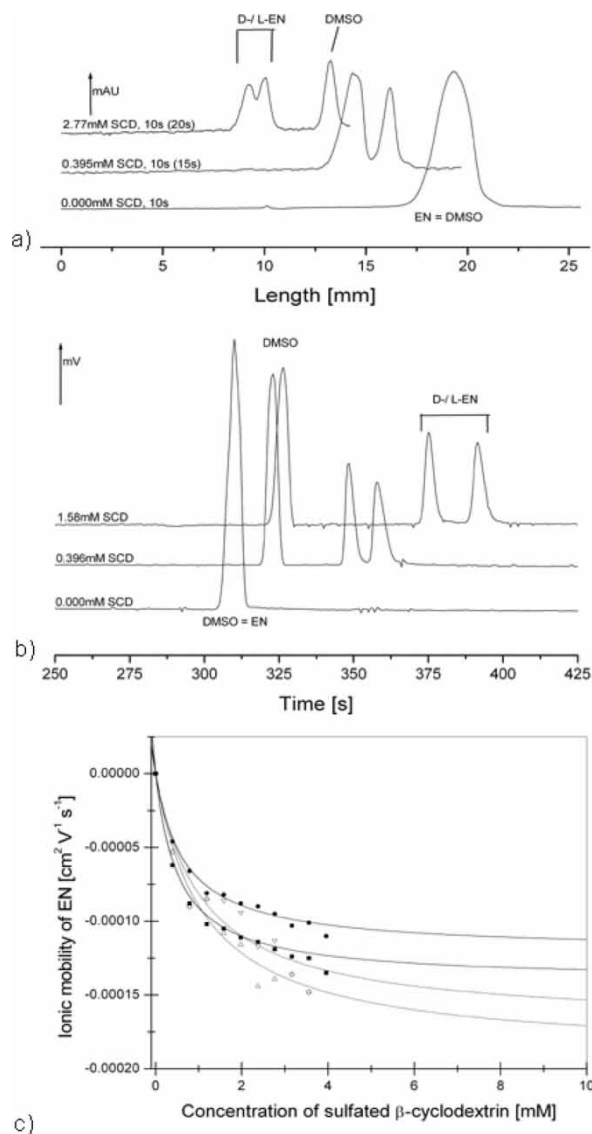 D-/ L-EN
DMSO
mAU
2.77mM SCD, 10s (20s)
0.395mM SCD, 10s (15s)
0.000mM SCD, 10s
EN = DMSO
a)
0 5 10 15 20 25
Length [mm]
mV
DMSO
D-/ L-EN
1.58mM SCD
0.396mM SCD
0.000mM SCD
DMSO = EN
b)
250 275 300 325 350 375 400 425
Time [s]
Ionic mobility of EN [cm² V⁻¹ s⁻¹]
0.00000
-0.00005
-0.00010
-0.00015
-0.00020
0 2 4 6 8 10
Concentration of sulfated β-cyclodextrin [mM]
c)